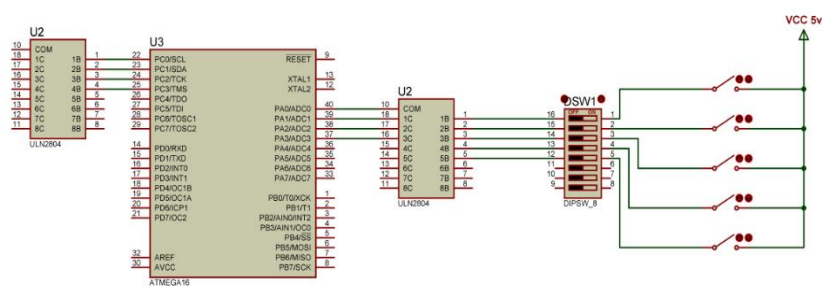 VCC 5v
U2
10 COM
18 1C 1B 1
17 2C 2B 2
16 3C 3B 3
15 4C 4B 4
14 5C 5B 5
13 6C 6B 6
12 7C 7B 7
11 8C 8B 8
ULN2804
U3
22 PC0/SCL RESET 9
23 PC1/SDA
24 PC2/TCK XTAL1 13
25 PC3/TMS XTAL2 12
26 PC4/TDO
27 PC5/TDI PA0/ADC0 40
28 PC6/TOSC1 PA1/ADC1 39
29 PC7/TOSC2 PA2/ADC2 38
PA3/ADC3 37
14 PD0/RXD PA4/ADC4 36
15 PD1/TXD PA5/ADC5 35
16 PD2/INT0 PA6/ADC6 34
17 PD3/INT1 PA7/ADC7 33
18 PD4/OC1B
19 PD5/OC1A PB0/T0/XCK 1
20 PD6/ICP1 PB1/T1 2
21 PD7/OC2 PB2/AIN0/INT2 3
PB3/AIN1/OC0 4
PB4/SS 5
PB5/MOSI 6
32 AREF PB6/MISO 7
30 AVCC PB7/SCK 8
ATMEGA16
U2
10 COM
18 1C 1B 1
17 2C 2B 2
16 3C 3B 3
15 4C 4B 4
14 5C 5B 5
13 6C 6B 6
12 7C 7B 7
11 8C 8B 8
ULN2804
DSW1
OFF ON
16 1
15 2
14 3
13 4
12 5
11 6
10 7
9 8
DIPSW_8